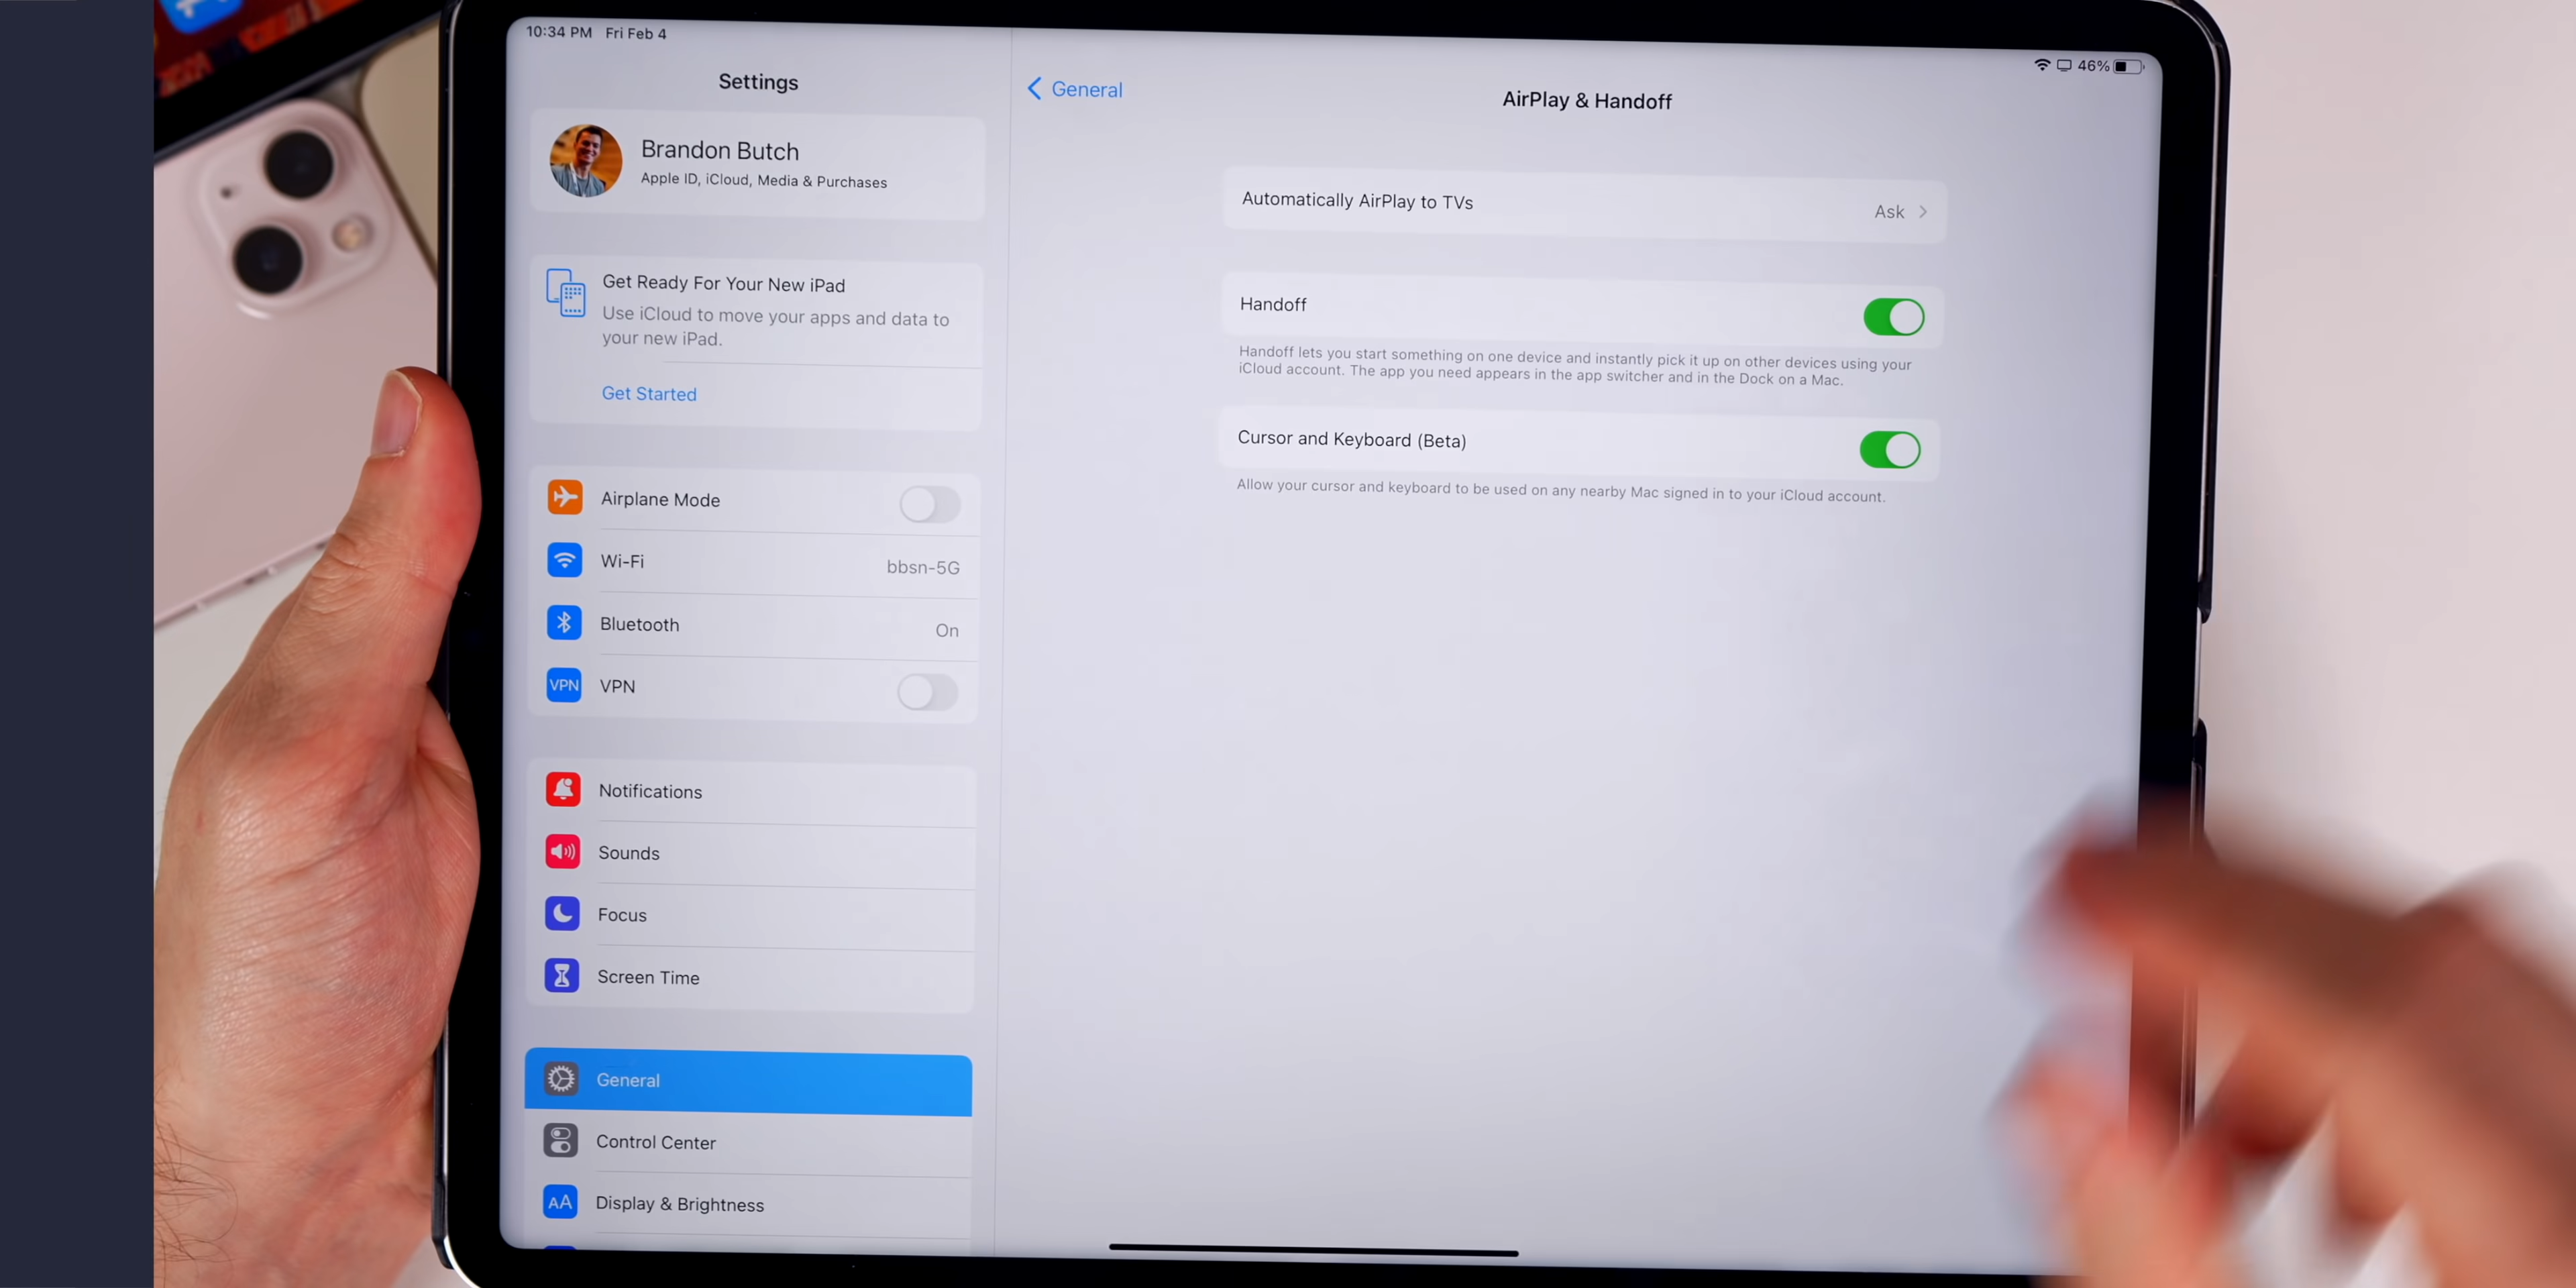 10:34 PM Fri Feb 4
46%
Settings
Brandon Butch
Apple ID, iCloud, Media & Purchases
Get Ready For Your New iPad
Use iCloud to move your apps and data to
your new iPad.
Get Started
Airplane Mode
Wi-Fi bbsn-5G
Bluetooth On
VPN VPN
Notifications
Sounds
Focus
Screen Time
General
Control Center
AA Display & Brightness
General
AirPlay & Handoff
Automatically AirPlay to TVs Ask
Handoff
Handoff lets you start something on one device and instantly pick it up on other devices using your
iCloud account. The app you need appears in the app switcher and in the Dock on a Mac.
Cursor and Keyboard (Beta)
Allow your cursor and keyboard to be used on any nearby Mac signed in to your iCloud account.